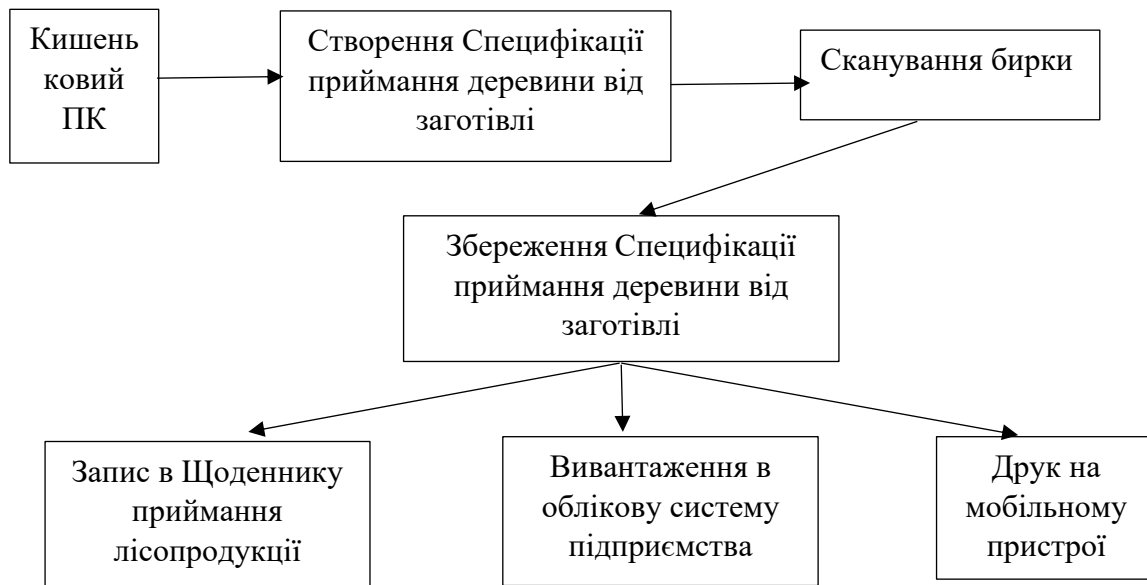 Кишень
ковий
ПК
Створення Специфікації
приймання деревини від
заготівлі
Сканування бирки
Збереження Специфікації
приймання деревини від
заготівлі
Запис в Щоденнику
приймання
лісопродукції
Вивантаження в
облікову систему
підприємства
Друк на
мобільному
пристрої